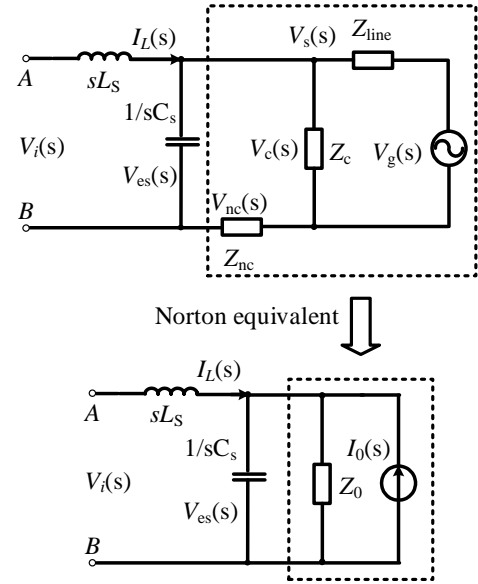 I_L(s)
V_s(s)
Z_line
A
sL_S
1/sC_s
V_i(s)
V_c(s)
Z_c
V_g(s)
V_es(s)
B
V_nc(s)
Z_nc
Norton equivalent
I_L(s)
A
sL_S
1/sC_s
I_0(s)
V_i(s)
Z_0
V_es(s)
B